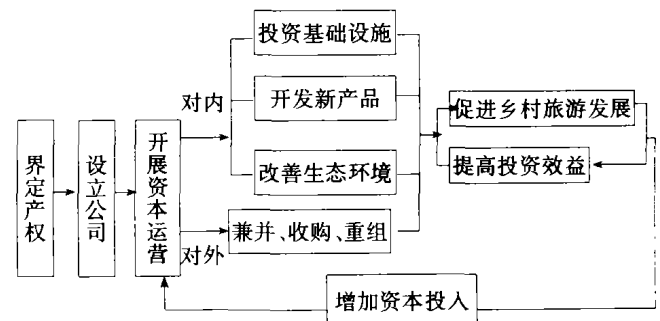 界定产权
设立公司
开展资本运营
对内
对外
投资基础设施
开发新产品
改善生态环境
兼并、收购、重组
促进乡村旅游发展
提高投资效益
增加资本投入